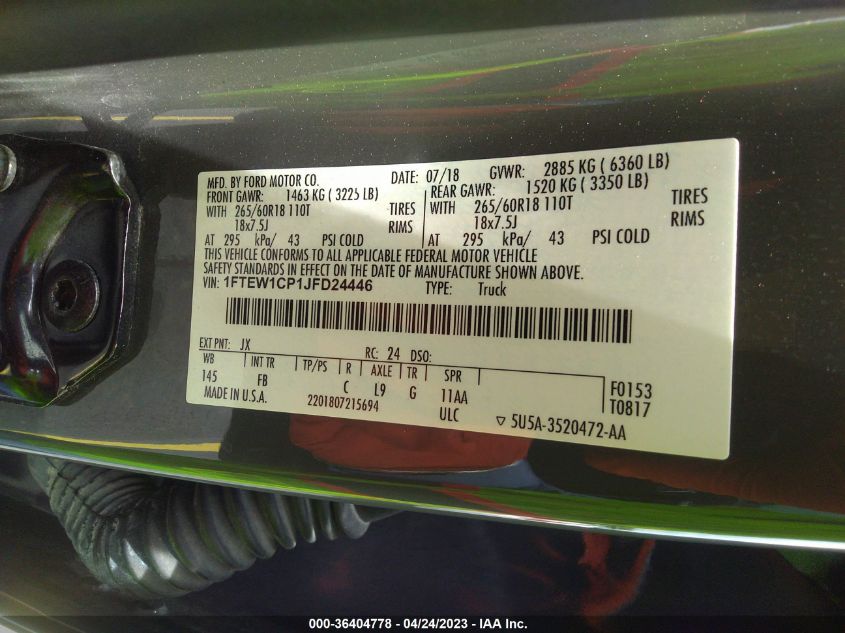 MFD. BY FORD MOTOR CO. DATE: 07/18 GVWR: 2885 KG ( 6360 LB)
FRONT GAWR: 1463 KG ( 3225 LB) REAR GAWR: 1520 KG ( 3350 LB)
WITH 265/60R18 110T TIRES WITH 265/60R18 110T TIRES
18x7.5J RIMS 18x7.5J RIMS
AT 295 kPa/ 43 PSI COLD AT 295 kPa/ 43 PSI COLD
THIS VEHICLE CONFORMS TO ALL APPLICABLE FEDERAL MOTOR VEHICLE
SAFETY STANDARDS IN EFFECT ON THE DATE OF MANUFACTURE SHOWN ABOVE.
VIN: 1FTEW1CP1JFD24446 TYPE: Truck
EXT PNT: JX RC: 24 DSO:
WB INT TR TP/PS R AXLE TR SPR
145 FB C L9 G 11AA F0153
MADE IN U.S.A. 2201807215694 ULC T0817
5U5A-3520472-AA
000-36404778 - 04/24/2023 - IAA Inc.